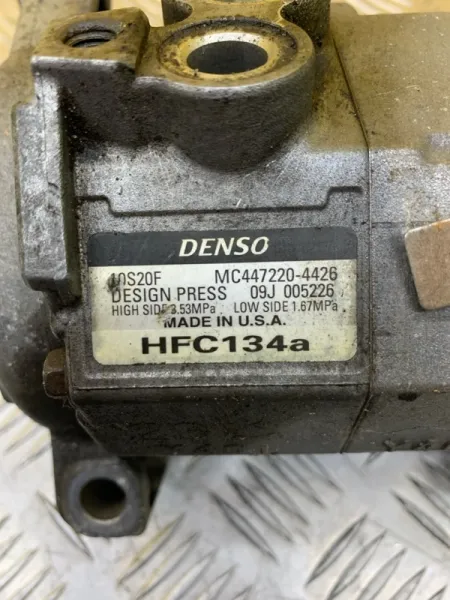 DENSO
10S20F MC447220-4426
DESIGN PRESS 09J 005226
HIGH SIDE 3.53MPa LOW SIDE 1.67MPa
MADE IN U.S.A.
HFC134a